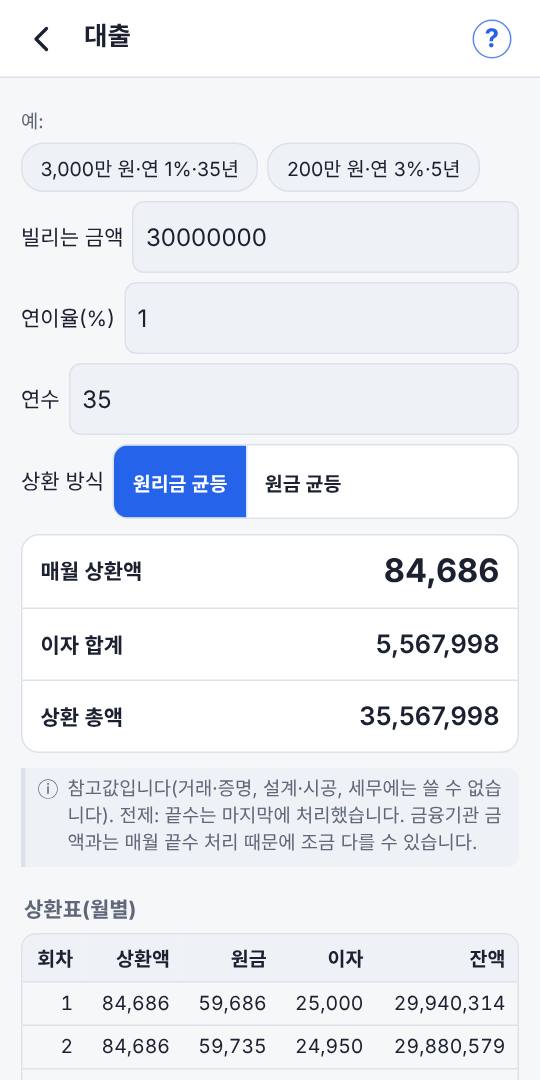 대출
?
예:
3,000만 원·연 1%·35년 200만 원·연 3%·5년
빌리는 금액 30000000
연이율(%) 1
연수 35
상환 방식 원리금 균등 원금 균등
매월 상환액 84,686
이자 합계 5,567,998
상환 총액 35,567,998
참고값입니다(거래·증명, 설계·시공, 세무에는 쓸 수 없습
니다). 전제: 끝수는 마지막에 처리했습니다. 금융기관 금
액과는 매월 끝수 처리 때문에 조금 다를 수 있습니다.
상환표(월별)
회차 상환액 원금 이자 잔액
1 84,686 59,686 25,000 29,940,314
2 84,686 59,735 24,950 29,880,579